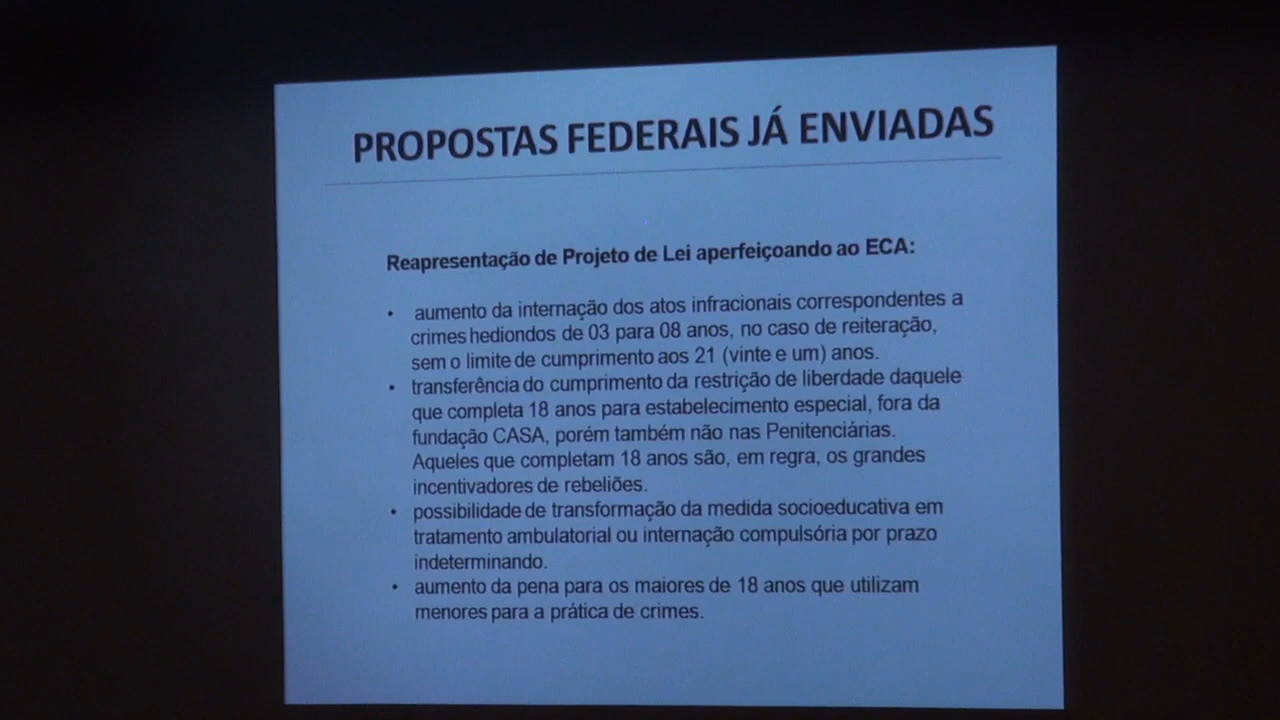 PROPOSTAS FEDERAIS JÁ ENVIADAS
Reapresentação de Projeto de Lei aperfeiçoando ao ECA:
• aumento da internação dos atos infracionais correspondentes a
crimes hediondos de 03 para 08 anos, no caso de reiteração,
sem o limite de cumprimento aos 21 (vinte e um) anos.
• transferência do cumprimento da restrição de liberdade daquele
que completa 18 anos para estabelecimento especial, fora da
fundação CASA, porém também não nas Penitenciárias.
Aqueles que completam 18 anos são, em regra, os grandes
incentivadores de rebeliões.
• possibilidade de transformação da medida socioeducativa em
tratamento ambulatorial ou internação compulsória por prazo
indeterminando.
• aumento da pena para os maiores de 18 anos que utilizam
menores para a prática de crimes.